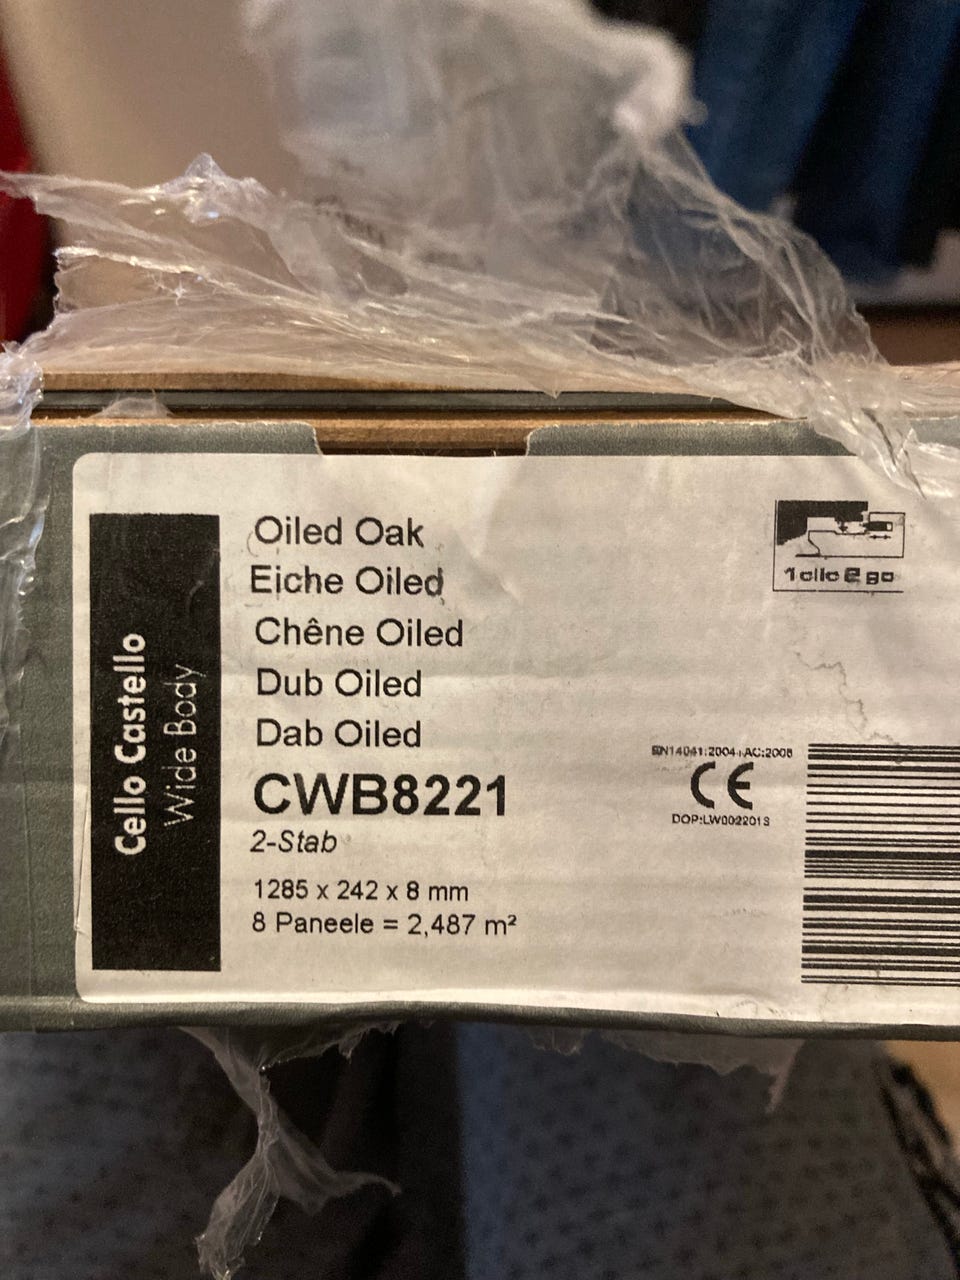 Cello Castello
Wide Body
Oiled Oak
Eiche Oiled
Chêne Oiled
Dub Oiled
Dab Oiled
CWB8221
2-Stab
1285 x 242 x 8 mm
8 Paneele = 2,487 m²
1 clic 2 go
EN14041:2004+AC:2006
CE
DOP:LW0022013